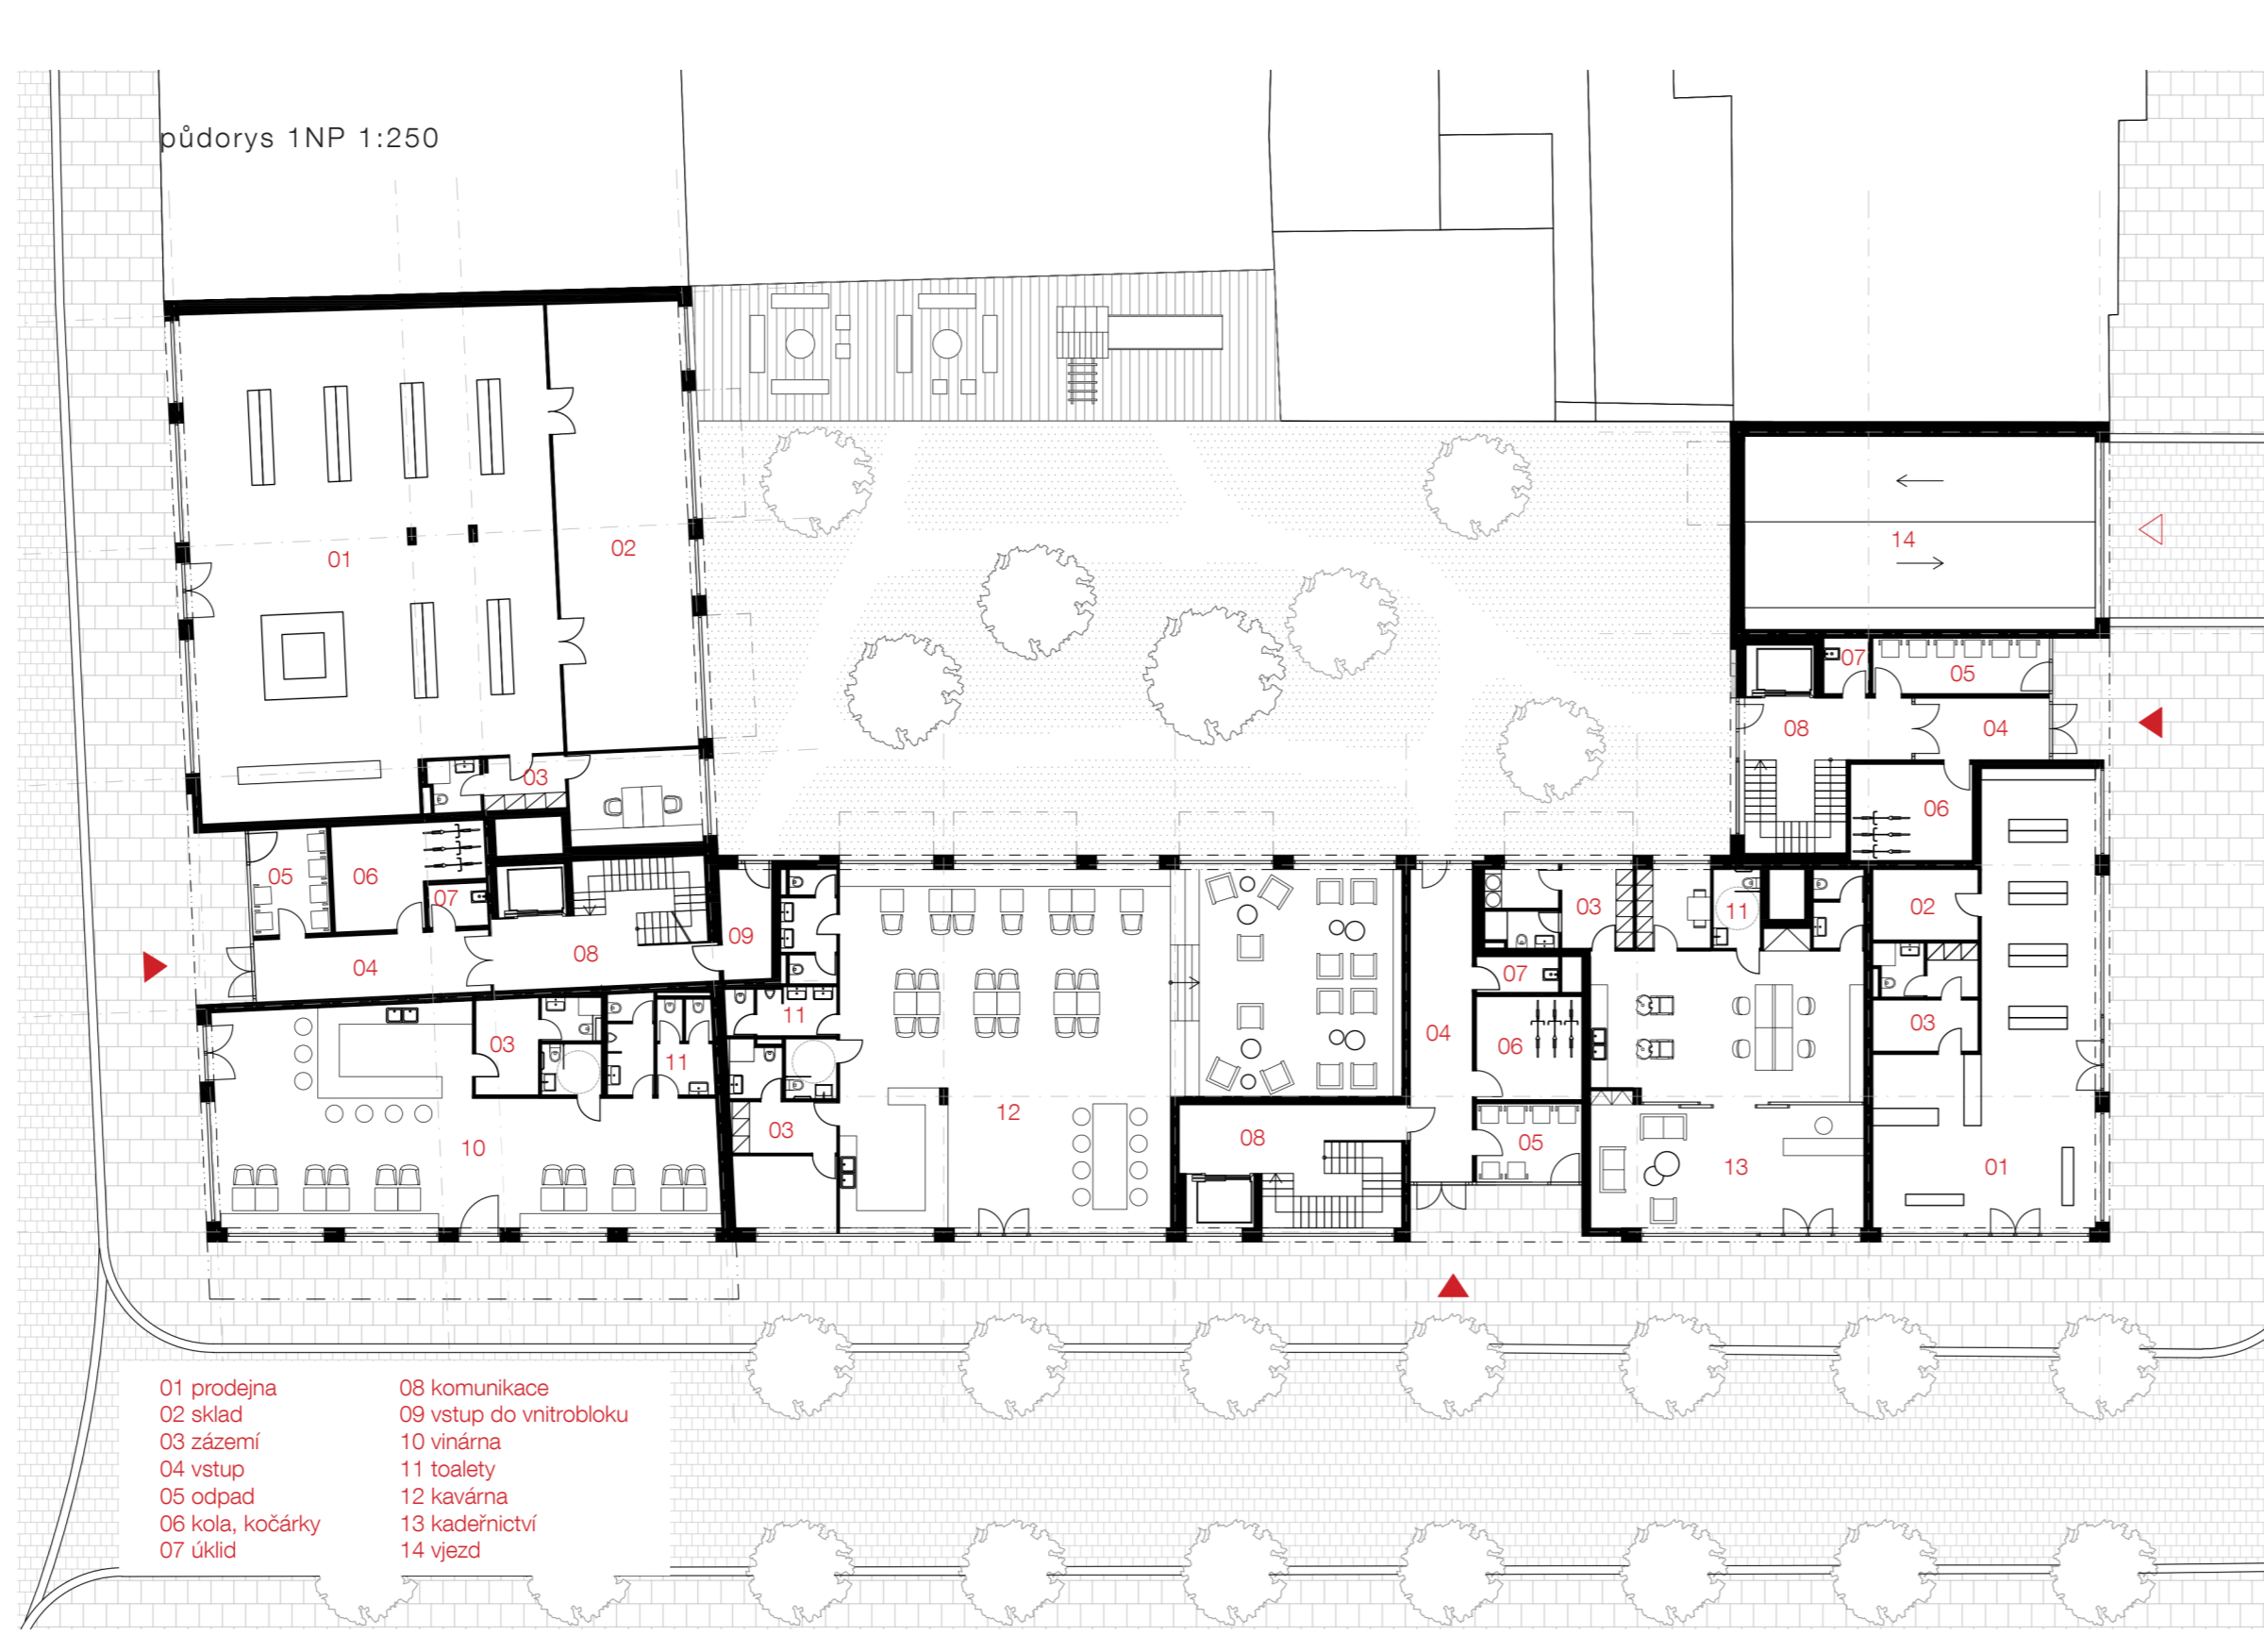 půdorys 1NP 1:250
14
02
01
07
05
08
04
03
06
05
06
07
02
11
03
09
08
04
07
11
04
03
06
03
11
12
03
08
05
10
13
01
01 prodejna
02 sklad
03 zázemí
04 vstup
05 odpad
06 kola, kočárky
07 úklid
08 komunikace
09 vstup do vnitrobloku
10 vinárna
11 toalety
12 kavárna
13 kadeřnictví
14 vjezd